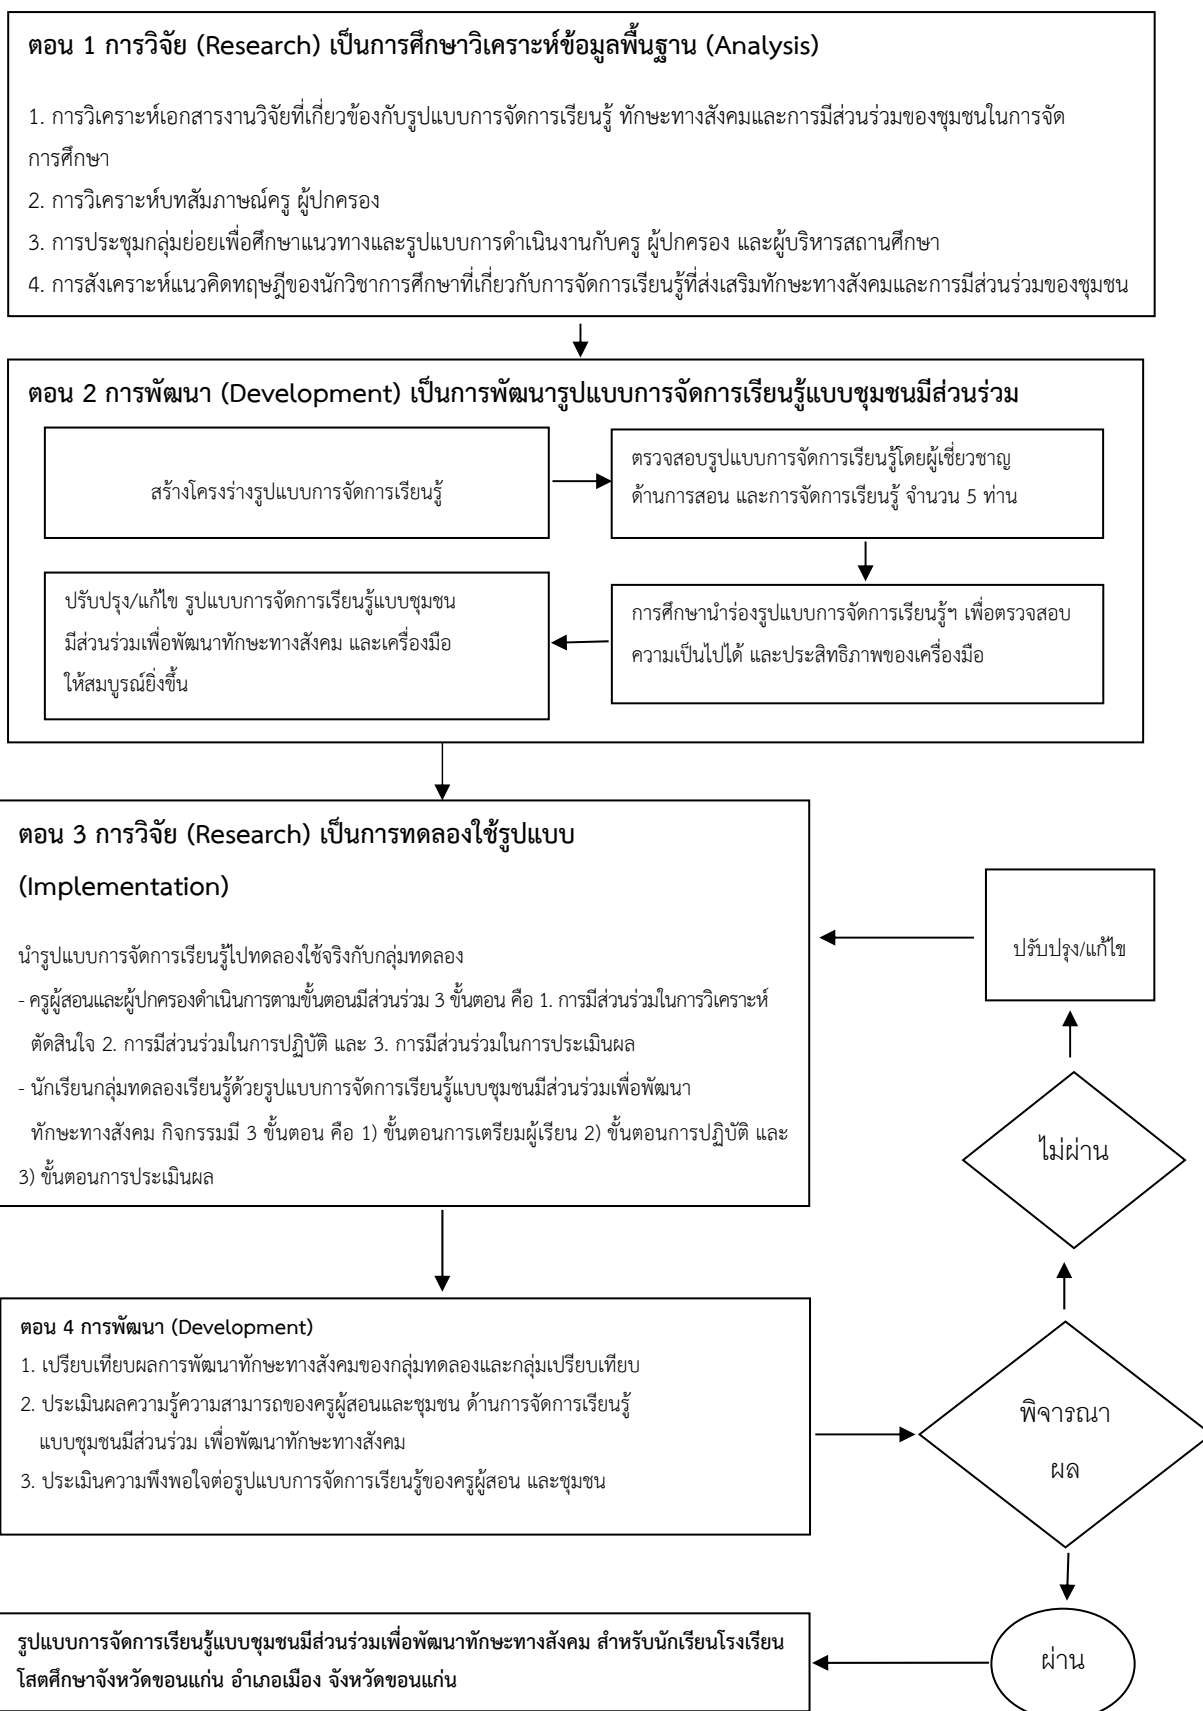 ตอน 1 การวิจัย (Research) เป็นการศึกษาวิเคราะห์ข้อมูลพื้นฐาน (Analysis)
1. การวิเคราะห์เอกสารงานวิจัยที่เกี่ยวข้องกับรูปแบบการจัดการเรียนรู้ ทักษะทางสังคมและการมีส่วนร่วมของชุมชนในการจัด
การศึกษา
2. การวิเคราะห์บทสัมภาษณ์ครู ผู้ปกครอง
3. การประชุมกลุ่มย่อยเพื่อศึกษาแนวทางและรูปแบบการดำเนินงานกับครู ผู้ปกครอง และผู้บริหารสถานศึกษา
4. การสังเคราะห์แนวคิดทฤษฎีของนักวิชาการศึกษาที่เกี่ยวกับการจัดการเรียนรู้ที่ส่งเสริมทักษะทางสังคมและการมีส่วนร่วมของชุมชน
ตอน 2 การพัฒนา (Development) เป็นการพัฒนารูปแบบการจัดการเรียนรู้แบบชุมชนมีส่วนร่วม
สร้างโครงร่างรูปแบบการจัดการเรียนรู้
ตรวจสอบรูปแบบการจัดการเรียนรู้โดยผู้เชี่ยวชาญ
ด้านการสอน และการจัดการเรียนรู้ จำนวน 5 ท่าน
การศึกษานำร่องรูปแบบการจัดการเรียนรู้ฯ เพื่อตรวจสอบ
ความเป็นไปได้ และประสิทธิภาพของเครื่องมือ
ปรับปรุง/แก้ไข รูปแบบการจัดการเรียนรู้แบบชุมชน
มีส่วนร่วมเพื่อพัฒนาทักษะทางสังคม และเครื่องมือ
ให้สมบูรณ์ยิ่งขึ้น
ตอน 3 การวิจัย (Research) เป็นการทดลองใช้รูปแบบ
(Implementation)
นำรูปแบบการจัดการเรียนรู้ไปทดลองใช้จริงกับกลุ่มทดลอง
- ครูผู้สอนและผู้ปกครองดำเนินการตามขั้นตอนมีส่วนร่วม 3 ขั้นตอน คือ 1. การมีส่วนร่วมในการวิเคราะห์
ตัดสินใจ 2. การมีส่วนร่วมในการปฏิบัติ และ 3. การมีส่วนร่วมในการประเมินผล
- นักเรียนกลุ่มทดลองเรียนรู้ด้วยรูปแบบการจัดการเรียนรู้แบบชุมชนมีส่วนร่วมเพื่อพัฒนา
ทักษะทางสังคม กิจกรรมมี 3 ขั้นตอน คือ 1) ขั้นตอนการเตรียมผู้เรียน 2) ขั้นตอนการปฏิบัติ และ
3) ขั้นตอนการประเมินผล
ปรับปรุง/แก้ไข
ไม่ผ่าน
ตอน 4 การพัฒนา (Development)
1. เปรียบเทียบผลการพัฒนาทักษะทางสังคมของกลุ่มทดลองและกลุ่มเปรียบเทียบ
2. ประเมินผลความรู้ความสามารถของครูผู้สอนและชุมชน ด้านการจัดการเรียนรู้
แบบชุมชนมีส่วนร่วม เพื่อพัฒนาทักษะทางสังคม
3. ประเมินความพึงพอใจต่อรูปแบบการจัดการเรียนรู้ของครูผู้สอน และชุมชน
พิจารณา
ผล
ผ่าน
รูปแบบการจัดการเรียนรู้แบบชุมชนมีส่วนร่วมเพื่อพัฒนาทักษะทางสังคม สำหรับนักเรียนโรงเรียน
โสตศึกษาจังหวัดขอนแก่น อำเภอเมือง จังหวัดขอนแก่น